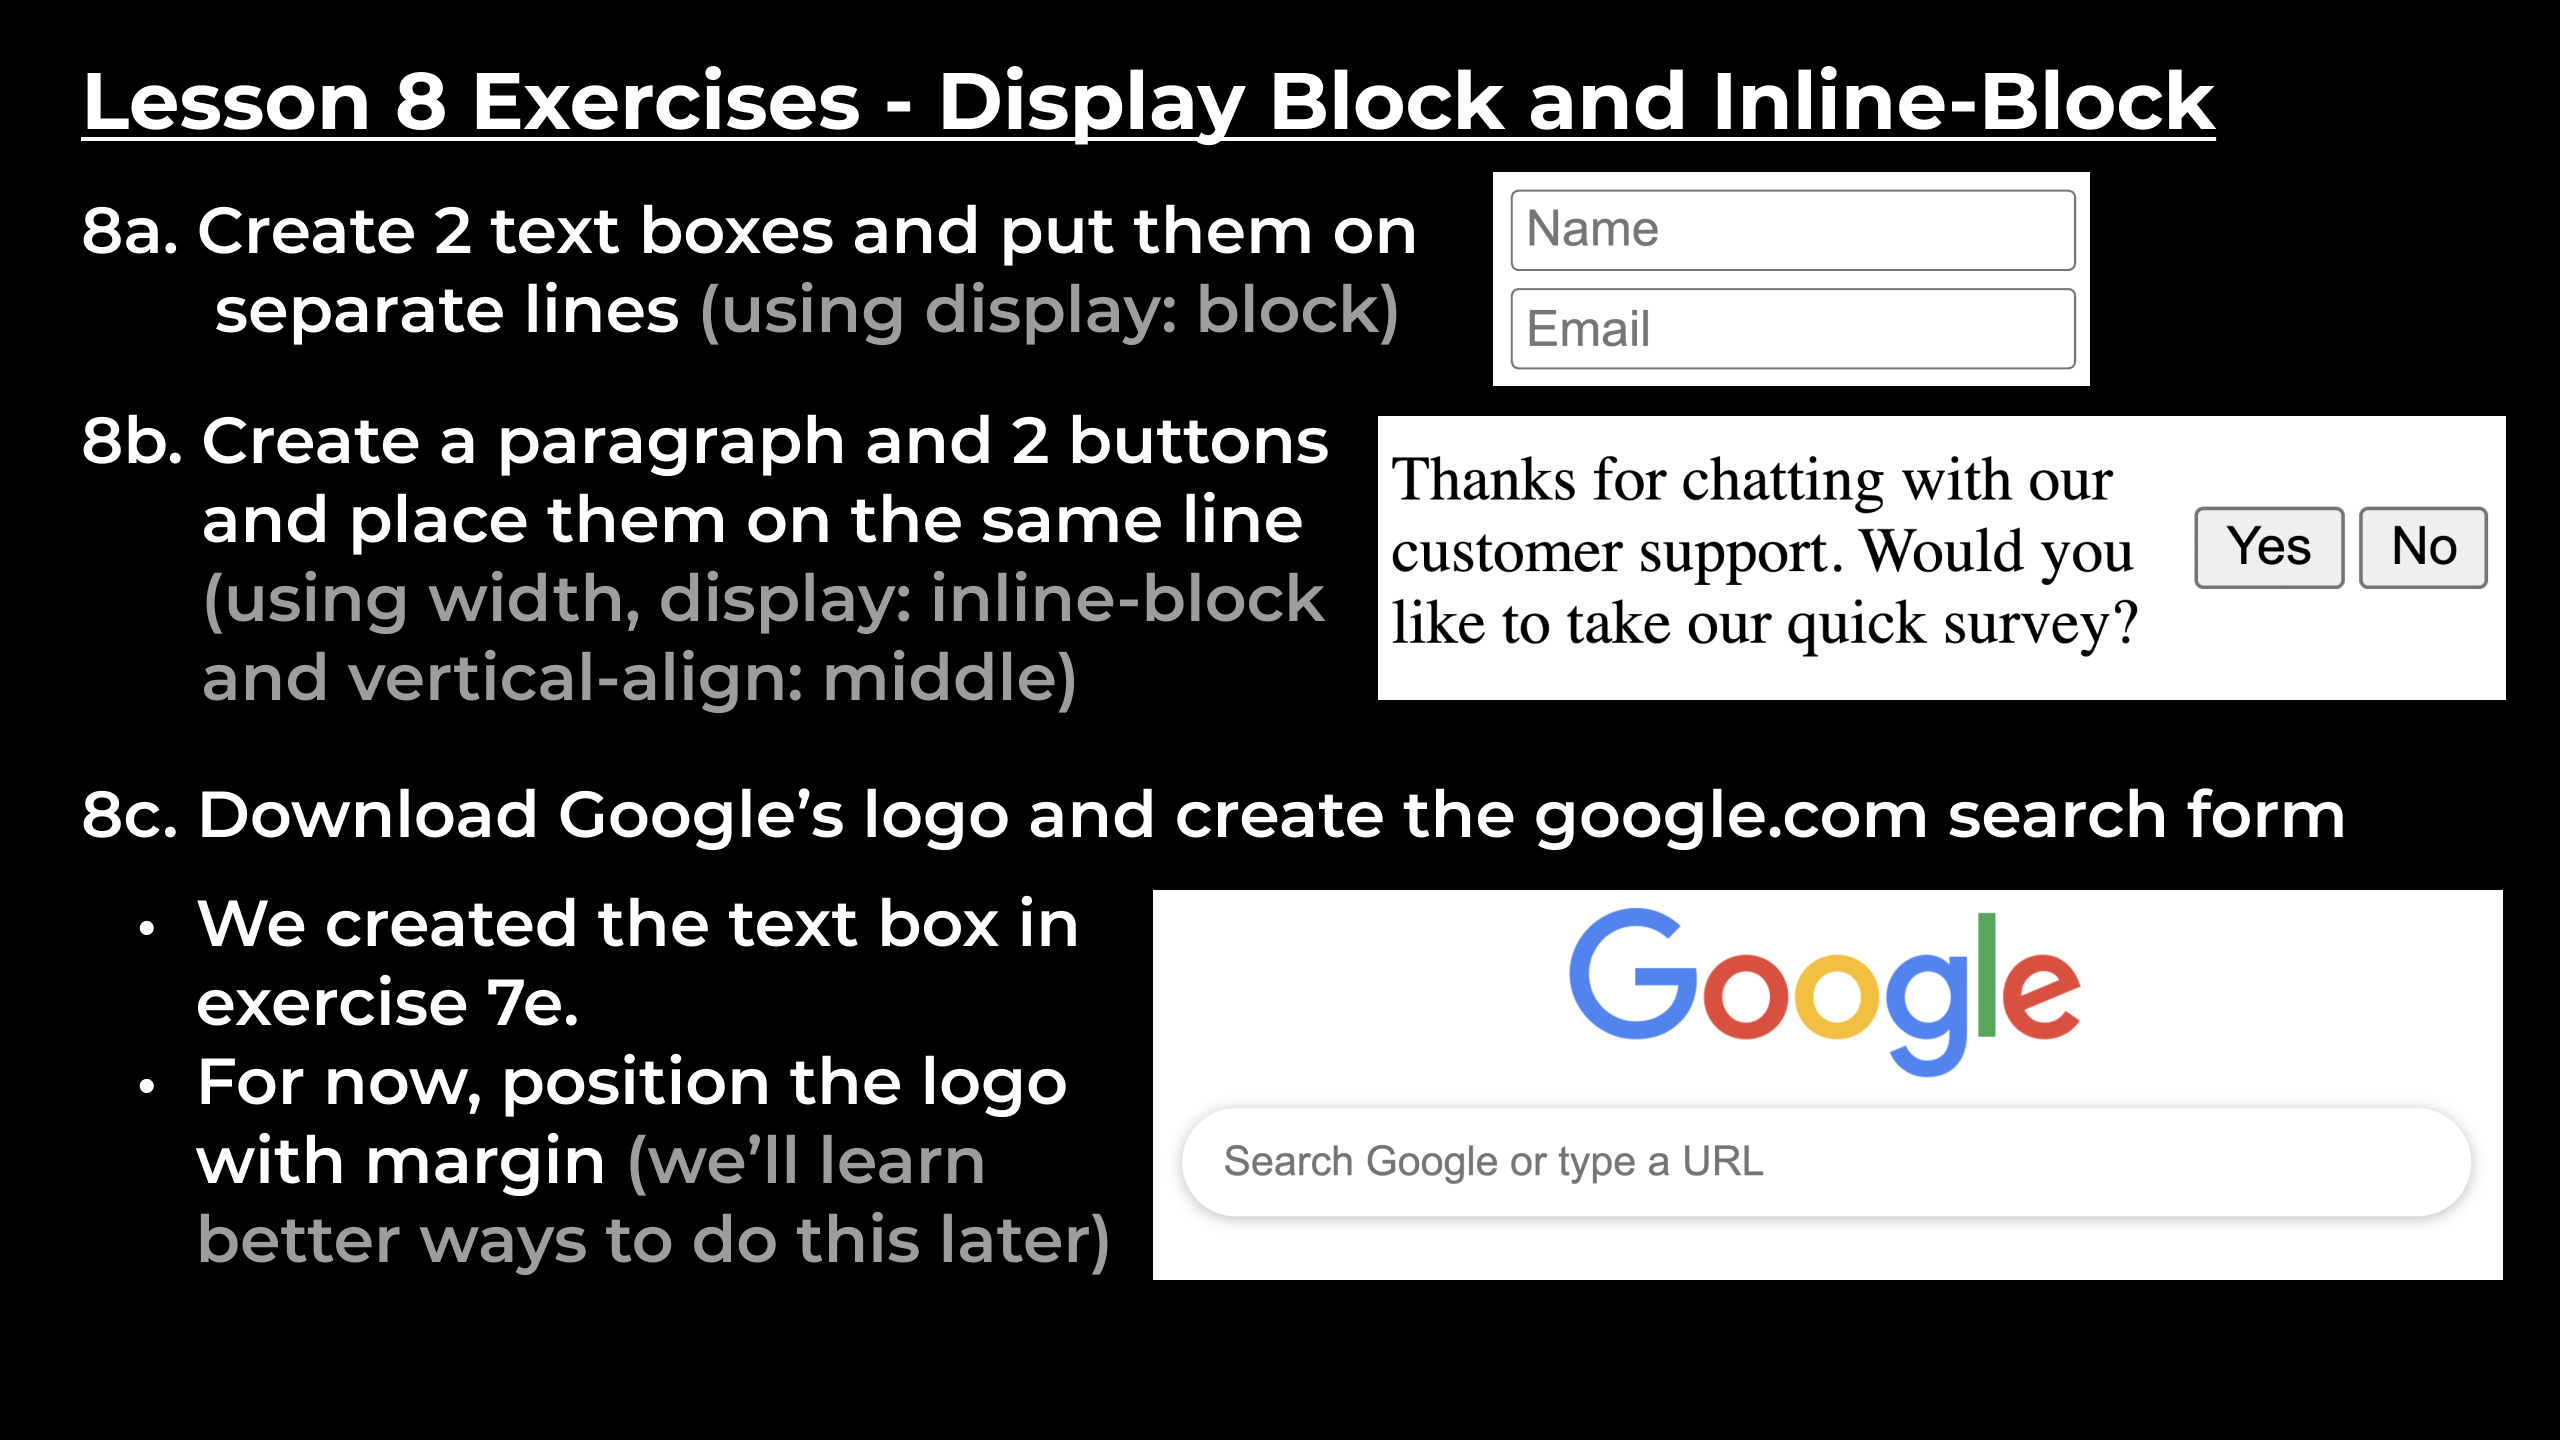 Lesson 8 Exercises - Display Block and Inline-Block
8a. Create 2 text boxes and put them on
separate lines (using display: block)
Name
Email
8b. Create a paragraph and 2 buttons
and place them on the same line
(using width, display: inline-block
and vertical-align: middle)
Thanks for chatting with our
customer support. Would you
like to take our quick survey?
Yes No
8c. Download Google’s logo and create the google.com search form
• We created the text box in
exercise 7e.
• For now, position the logo
with margin (we’ll learn
better ways to do this later)
Google
Search Google or type a URL